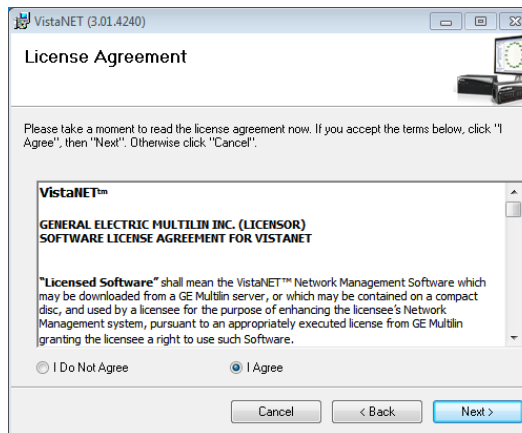 VistaNET (3.01.4240)
License Agreement
Please take a moment to read the license agreement now. If you accept the terms below, click "I
Agree", then "Next". Otherwise click "Cancel".
VistaNET™
GENERAL ELECTRIC MULTILIN INC. (LICENSOR)
SOFTWARE LICENSE AGREEMENT FOR VISTANET
"Licensed Software" shall mean the VistaNET™ Network Management Software which
may be downloaded from a GE Multilin server, or which may be contained on a compact
disc, and used by a licensee for the purpose of enhancing the licensee's Network
Management system, pursuant to an appropriately executed license from GE Multilin
granting the licensee a right to use such Software.
I Do Not Agree I Agree
Cancel < Back Next >